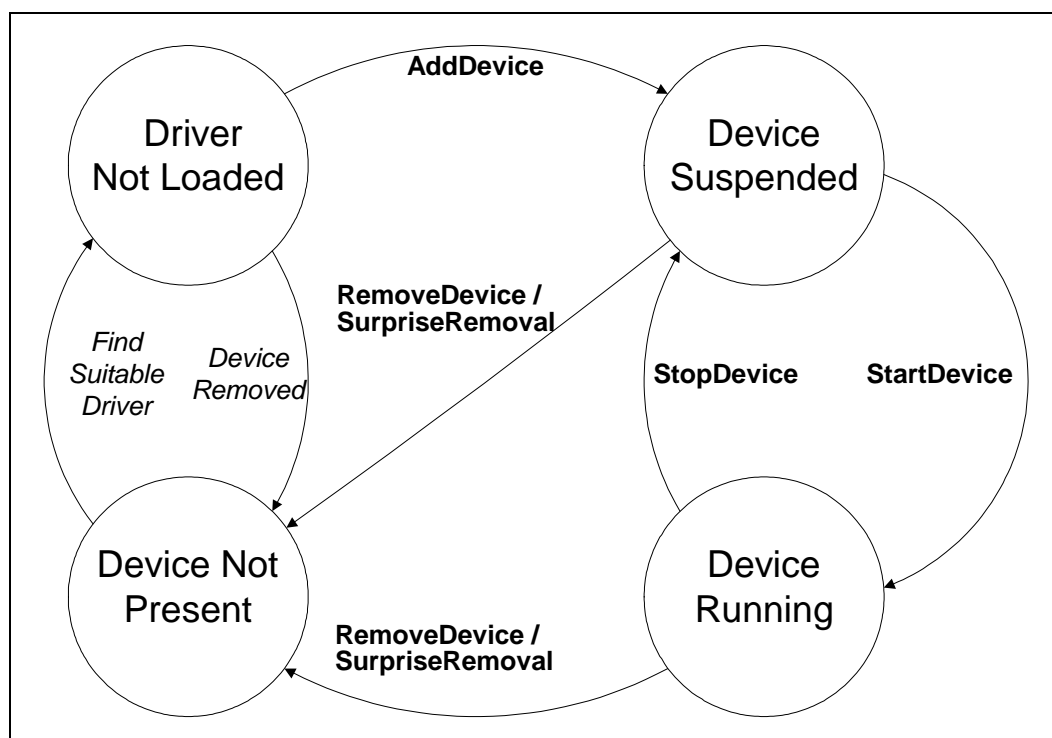 AddDevice
Driver
Not Loaded
Device
Suspended
RemoveDevice /
SurpriseRemoval
Find
Suitable
Driver
Device
Removed
StopDevice
StartDevice
Device Not
Present
Device
Running
RemoveDevice /
SurpriseRemoval